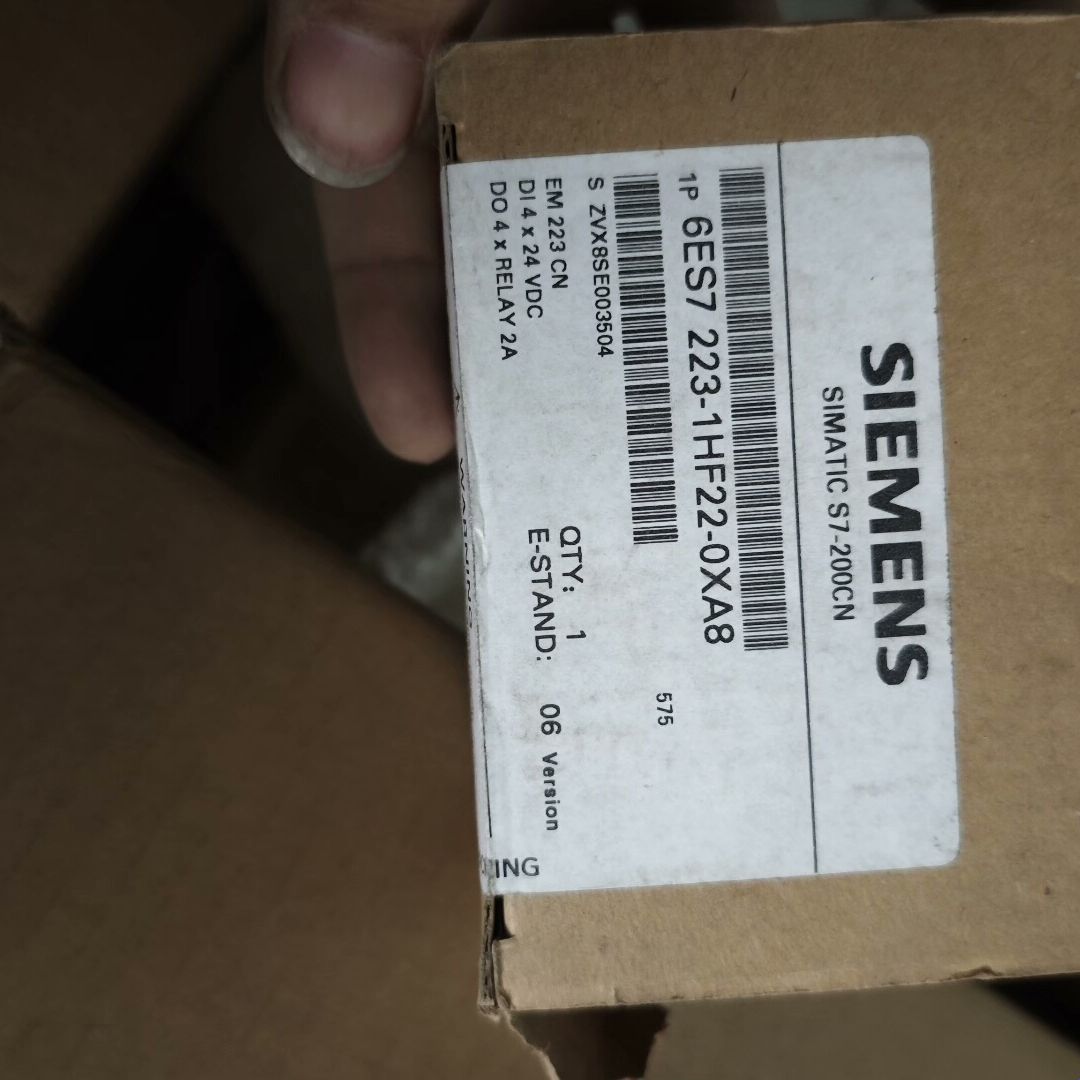 SIEMENS
SIMATIC S7-200CN
1P 6ES7 223-1HF22-0XA8
575
S ZVX8SE003504
EM 223 CN
DI 4 x 24 VDC
DO 4 x RELAY 2A
QTY: 1
E-STAND: 06 Version
ING